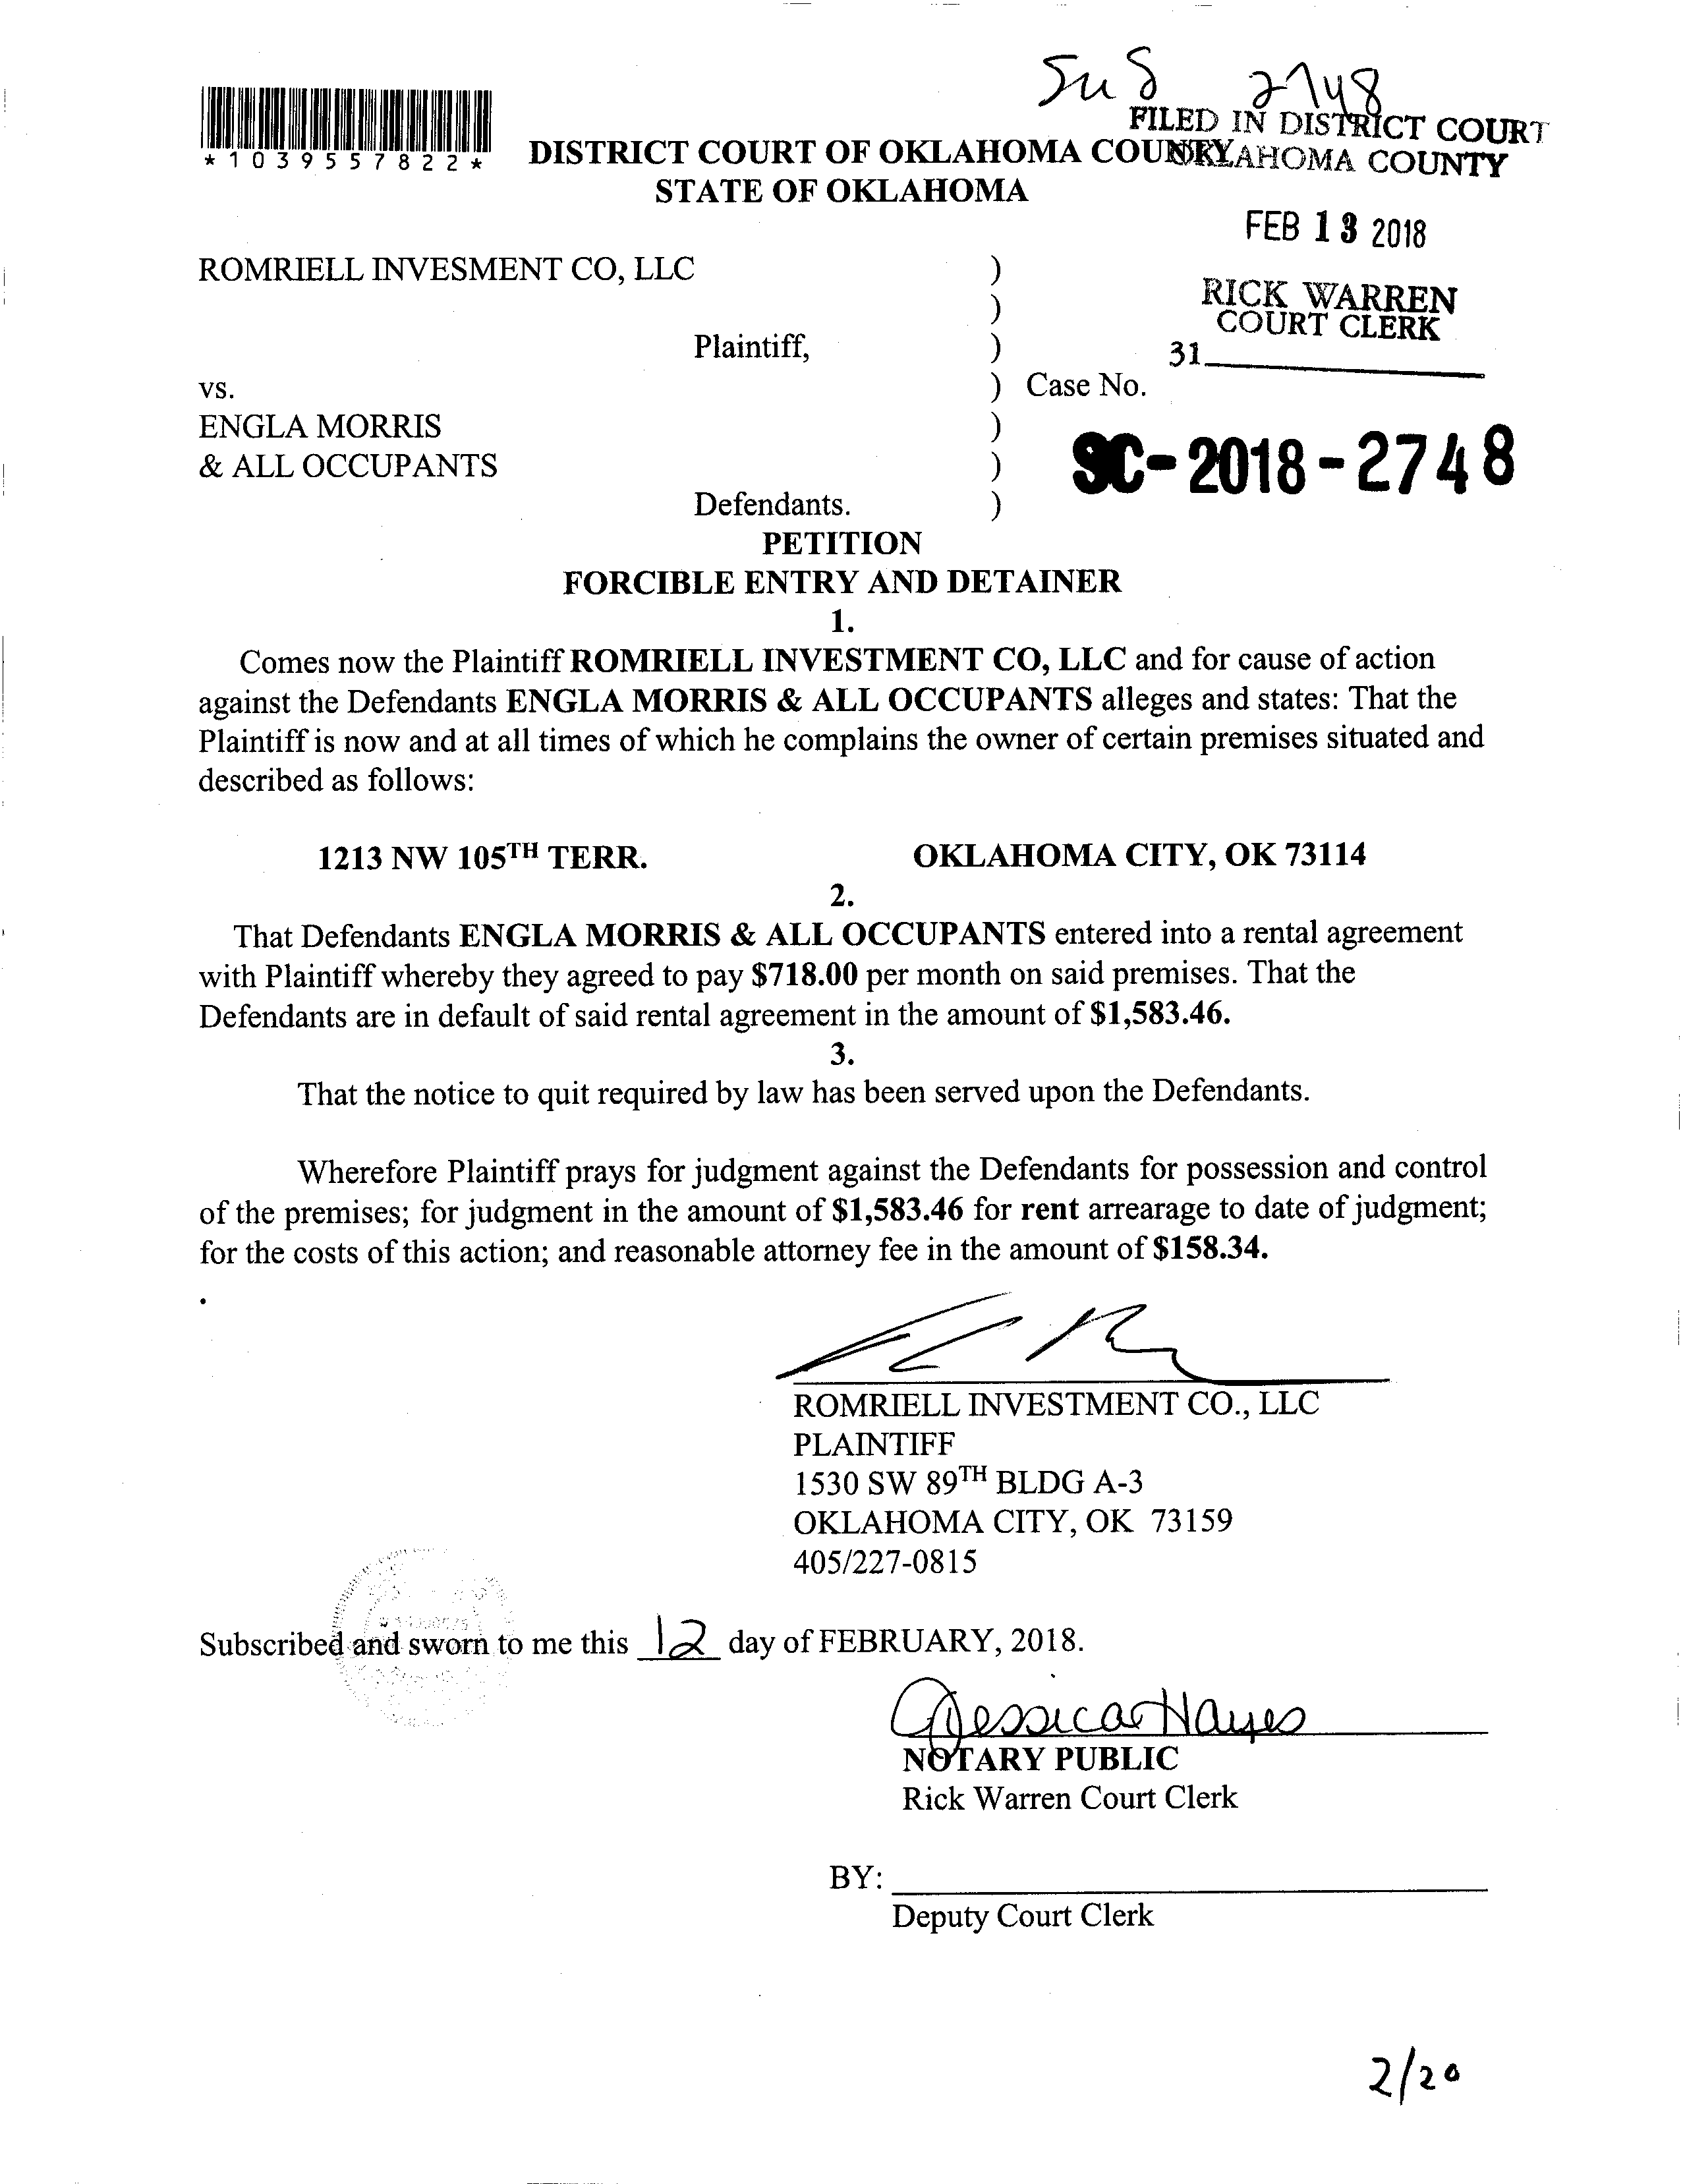 SuS 2748
FILED IN DISTRICT COURT
*1039557822*
DISTRICT COURT OF OKLAHOMA COUNTY
OKLAHOMA COUNTY
STATE OF OKLAHOMA
FEB 13 2018
ROMRIELL INVESMENT CO, LLC )
) RICK WARREN
COURT CLERK
Plaintiff, ) 31
vs. ) Case No.
ENGLA MORRIS )
& ALL OCCUPANTS ) SC-2018-2748
Defendants. )
PETITION
FORCIBLE ENTRY AND DETAINER
1.
Comes now the Plaintiff ROMRIELL INVESTMENT CO, LLC and for cause of action
against the Defendants ENGLA MORRIS & ALL OCCUPANTS alleges and states: That the
Plaintiff is now and at all times of which he complains the owner of certain premises situated and
described as follows:
1213 NW 105TH TERR. OKLAHOMA CITY, OK 73114
2.
That Defendants ENGLA MORRIS & ALL OCCUPANTS entered into a rental agreement
with Plaintiff whereby they agreed to pay $718.00 per month on said premises. That the
Defendants are in default of said rental agreement in the amount of $1,583.46.
3.
That the notice to quit required by law has been served upon the Defendants.
Wherefore Plaintiff prays for judgment against the Defendants for possession and control
of the premises; for judgment in the amount of $1,583.46 for rent arrearage to date of judgment;
for the costs of this action; and reasonable attorney fee in the amount of $158.34.
ROMRIELL INVESTMENT CO., LLC
PLAINTIFF
1530 SW 89TH BLDG A-3
OKLAHOMA CITY, OK 73159
405/227-0815
Subscribed and sworn to me this 12 day of FEBRUARY, 2018.
Jessica Hayes
NOTARY PUBLIC
Rick Warren Court Clerk
BY:
Deputy Court Clerk
2/20